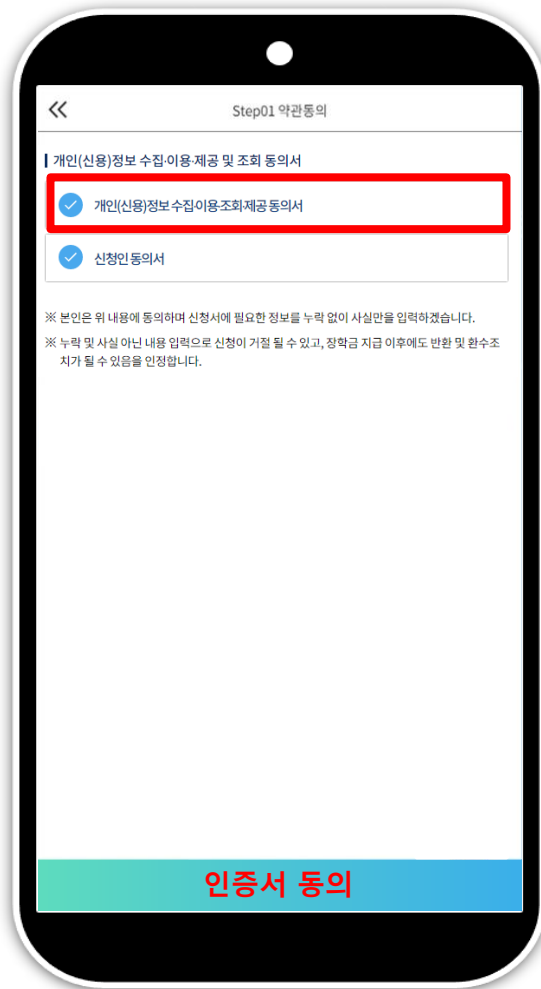 Step01 약관동의
개인(신용)정보 수집·이용·제공 및 조회 동의서
개인(신용)정보 수집·이용·조회·제공 동의서
신청인 동의서
※ 본인은 위 내용에 동의하며 신청서에 필요한 정보를 누락 없이 사실만을 입력하겠습니다.
※ 누락 및 사실 아닌 내용 입력으로 신청이 거절 될 수 있고, 장학금 지급 이후에도 반환 및 환수조
치가 될 수 있음을 인정합니다.
인증서 동의